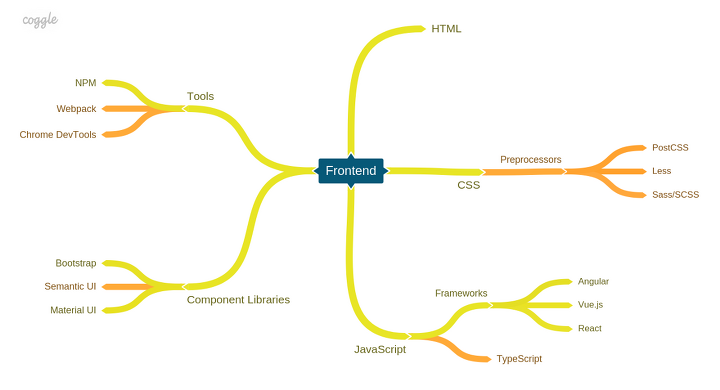 coggle
HTML
Tools
NPM
Webpack
Chrome DevTools
Frontend
CSS
Preprocessors
PostCSS
Less
Sass/SCSS
Component Libraries
Bootstrap
Semantic UI
Material UI
JavaScript
Frameworks
Angular
Vue.js
React
TypeScript